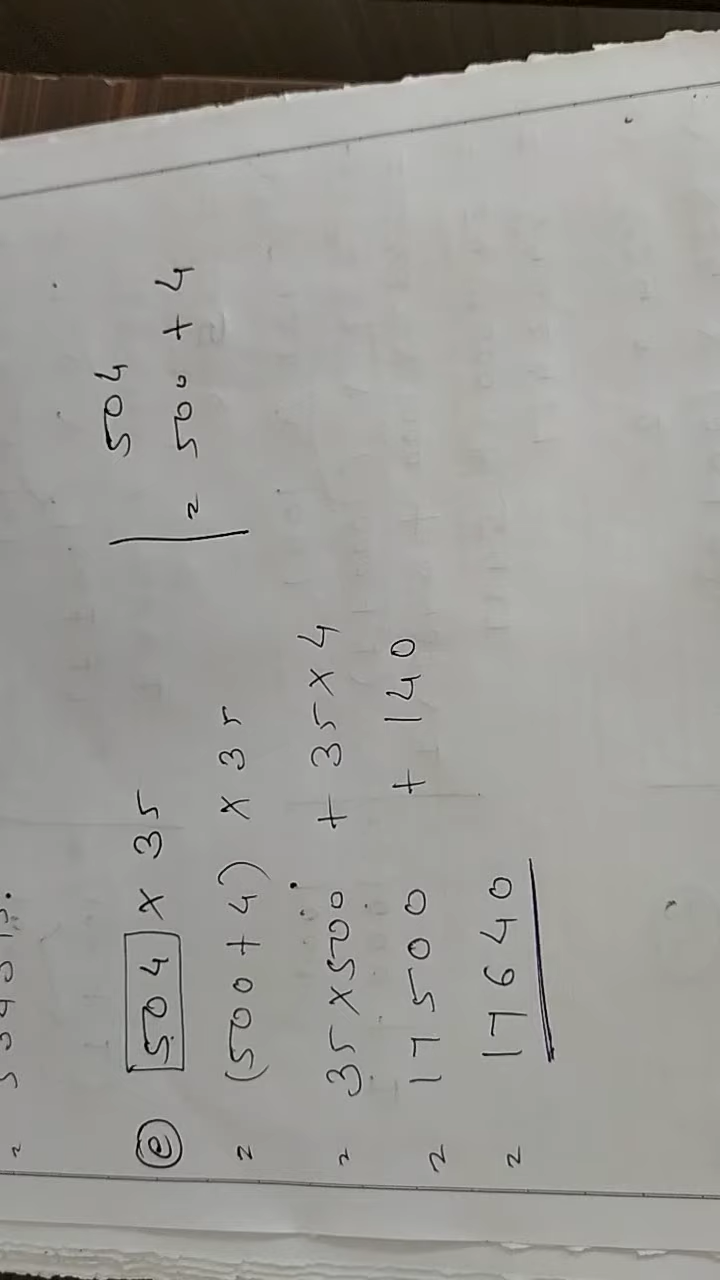 ⓔ 504 × 35 | 504
= 500 + 4
= (500 + 4) × 35
= 35 × 500 + 35 × 4
= 17500 + 140
= 17640